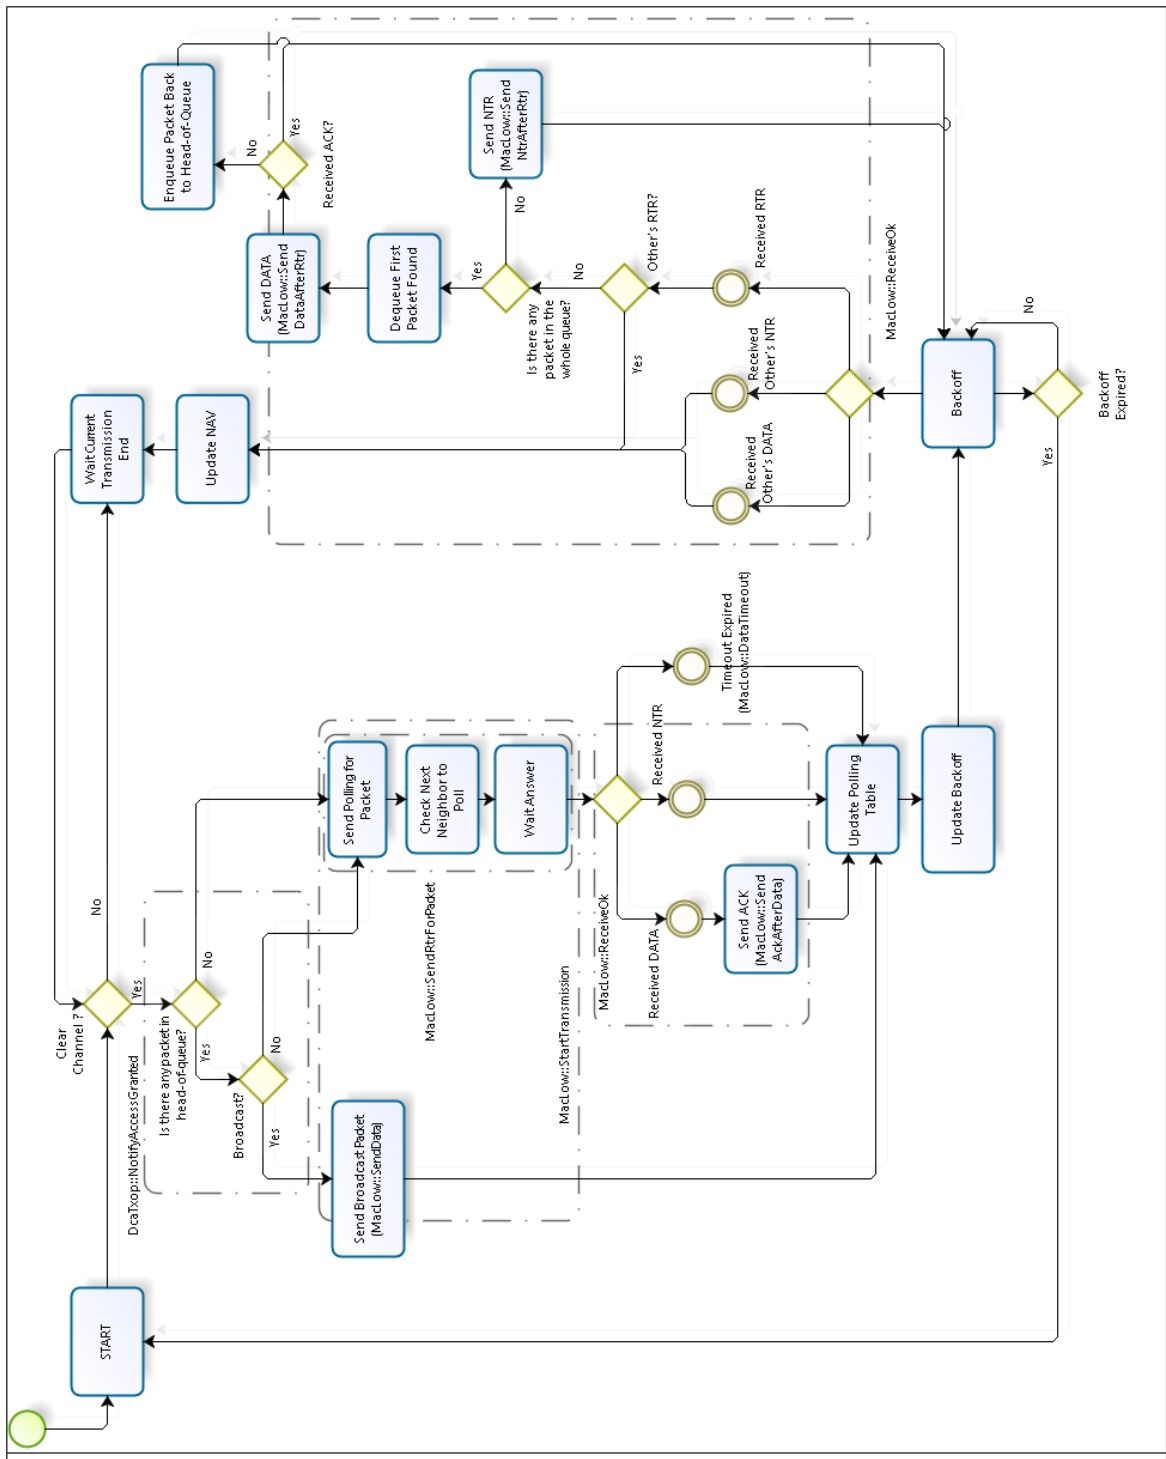 START
Clear
Channel ?
No
Yes
DcaTxop::NotifyAccessGranted
Is there any packet in
head-of-queue?
Yes
No
Broadcast?
Yes
No
Send Broadcast Packet
(MacLow::SendData)
Send Polling for
Packet
Check Next
Neighbor to
Poll
Wait Answer
MacLow::SendRtrForPacket
MacLow::StartTransmission
MacLow::ReceiveOk
Received DATA
Received NTR
Timeout Expired
(MacLow::DataTimeout)
Send ACK
(MacLow::Send
AckAfterData)
Update Polling
Table
Update Backoff
Wait Current
Transmission
End
Update NAV
Send DATA
(MacLow::Send
DataAfterRtr)
Dequeue First
Packet Found
Received ACK?
No
Yes
Enqueue Packet Back
to Head-of-Queue
Send NTR
(MacLow::Send
NtrAfterRtr)
Is there any
packet in the
whole queue?
Yes
No
Other's RTR?
No
Yes
Received
Other's DATA
Received
Other's NTR
Received RTR
MacLow::ReceiveOk
Backoff
Backoff
Expired?
Yes
No